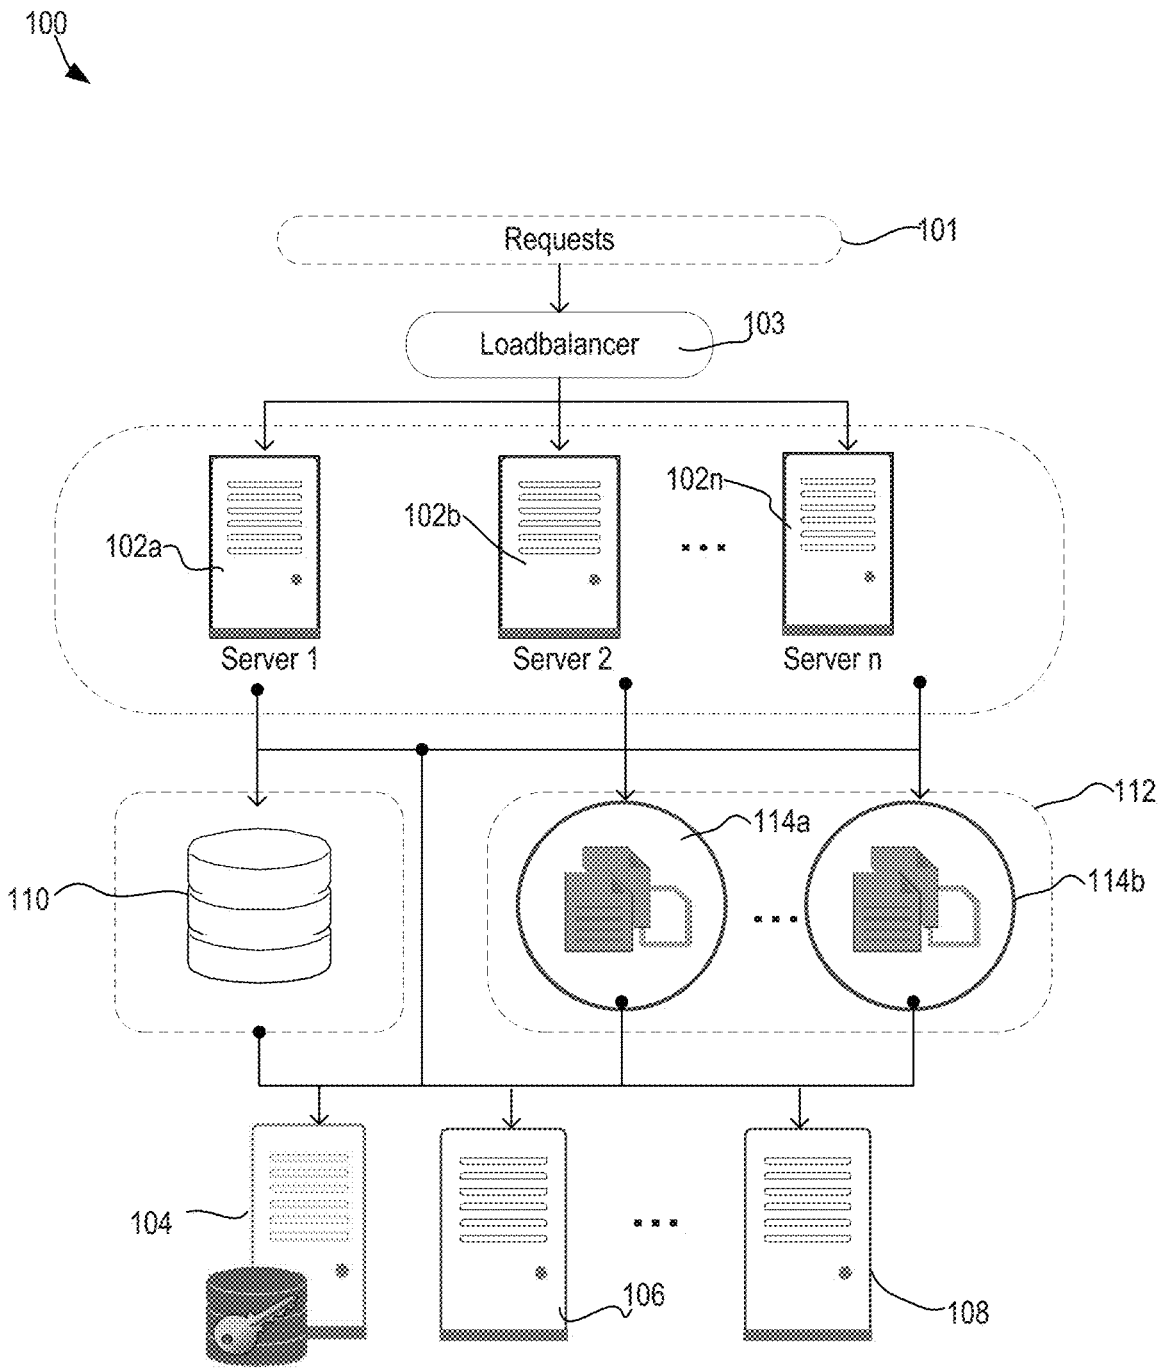 100
Requests
101
Loadbalancer
103
102a
102b
102n
Server 1
Server 2
Server n
112
114a
114b
110
104
106
108